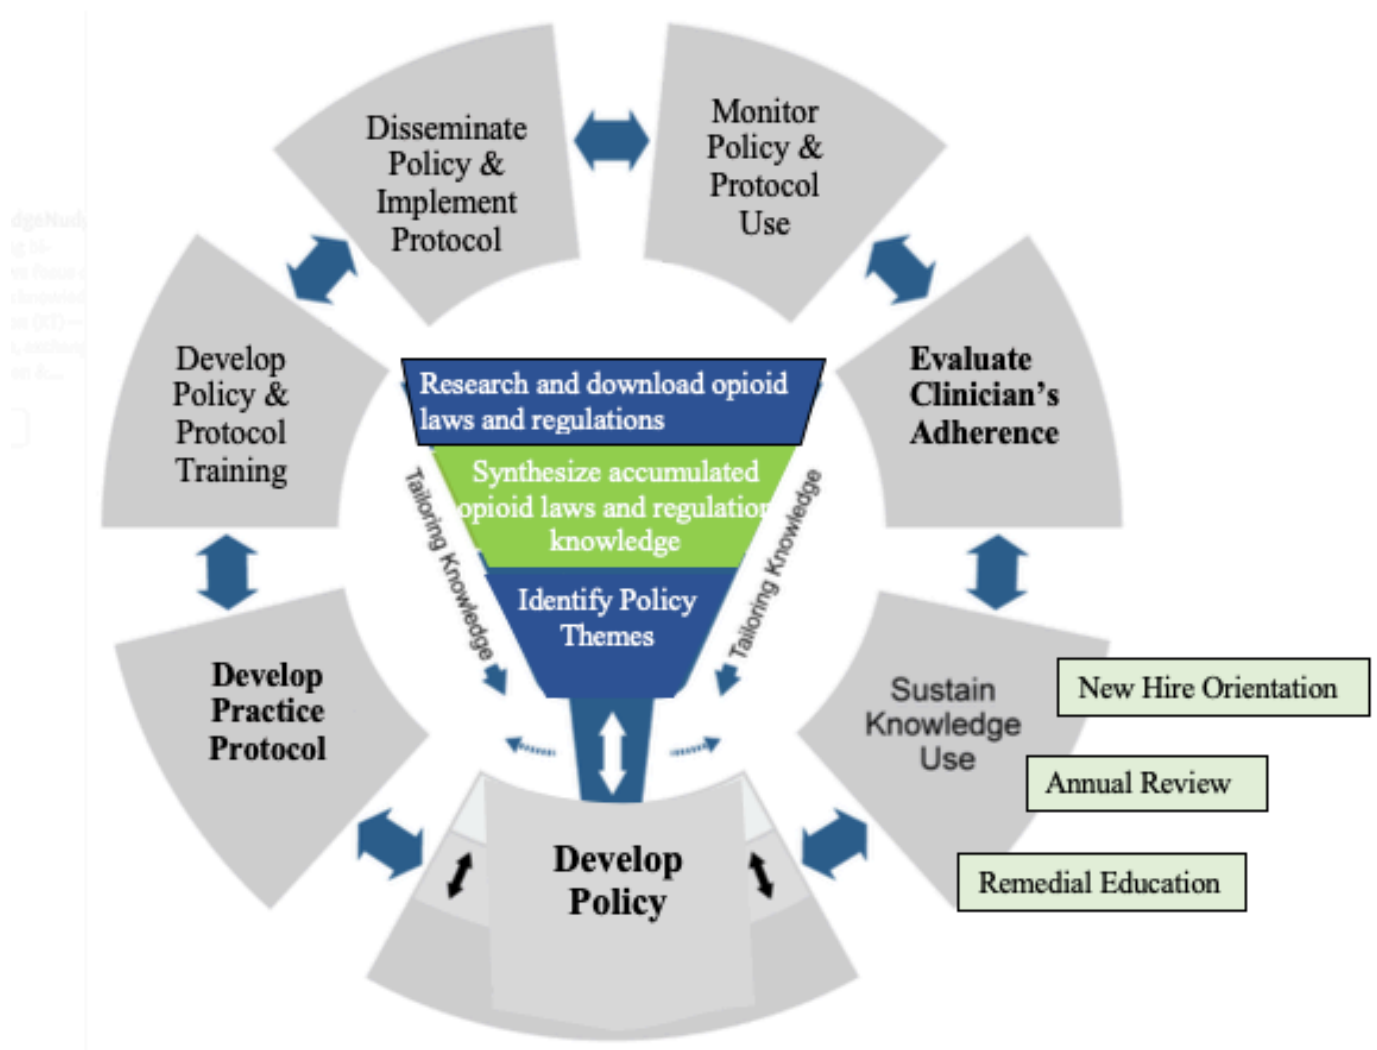 Disseminate
Policy &
Implement
Protocol
Monitor
Policy &
Protocol
Use
Develop
Policy &
Protocol
Training
Evaluate
Clinician’s
Adherence
Research and download opioid
laws and regulations
Synthesize accumulated
opioid laws and regulation
knowledge
Identify Policy
Themes
Tailoring Knowledge
Tailoring Knowledge
Develop
Practice
Protocol
Sustain
Knowledge
Use
New Hire Orientation
Annual Review
Remedial Education
Develop
Policy